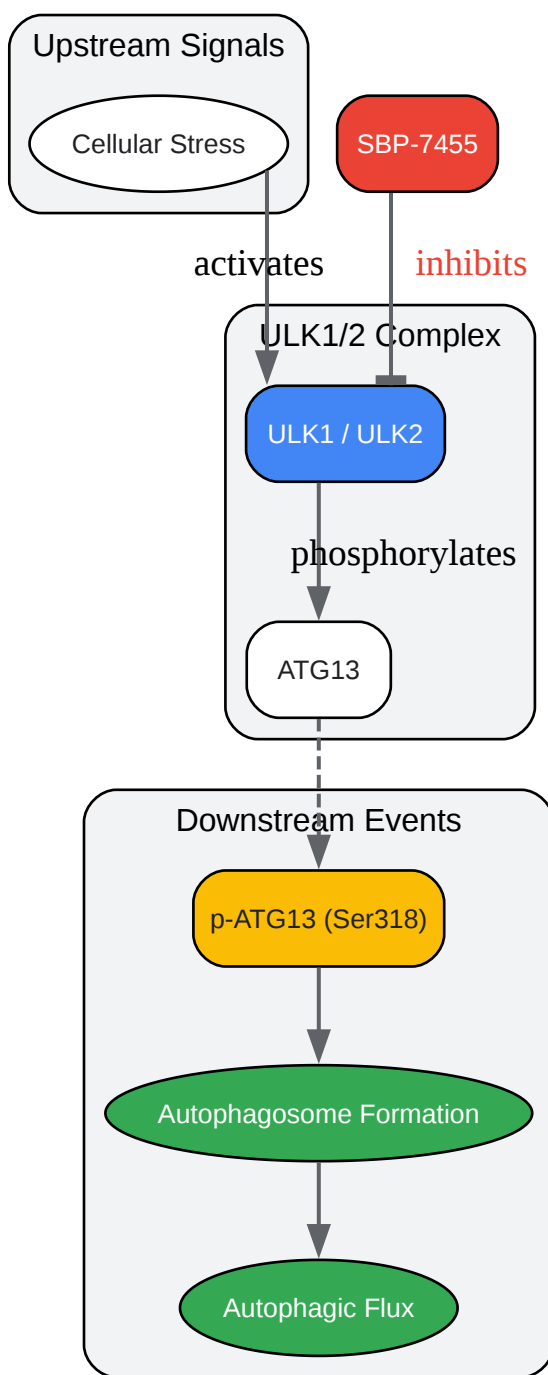 Upstream Signals
Cellular Stress
SBP-7455
activates
inhibits
ULK1/2 Complex
ULK1 / ULK2
phosphorylates
ATG13
Downstream Events
p-ATG13 (Ser318)
Autophagosome Formation
Autophagic Flux